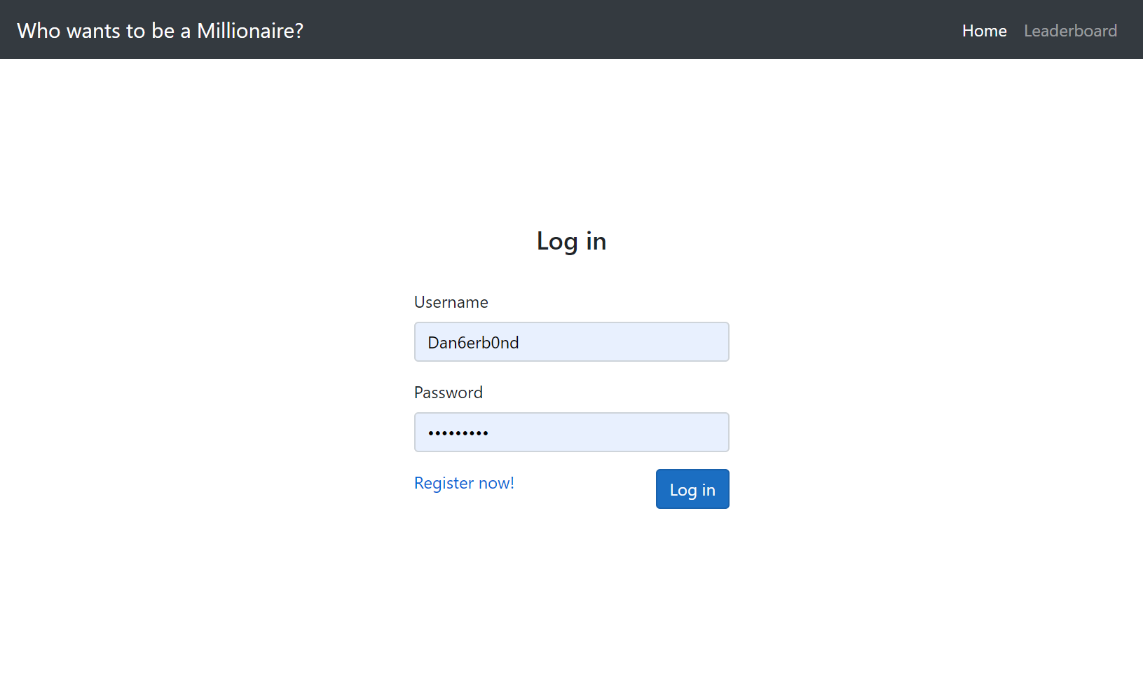 Who wants to be a Millionaire?
Home Leaderboard
Log in
Username
Dan6erb0nd
Password
•••••••••
Register now!
Log in